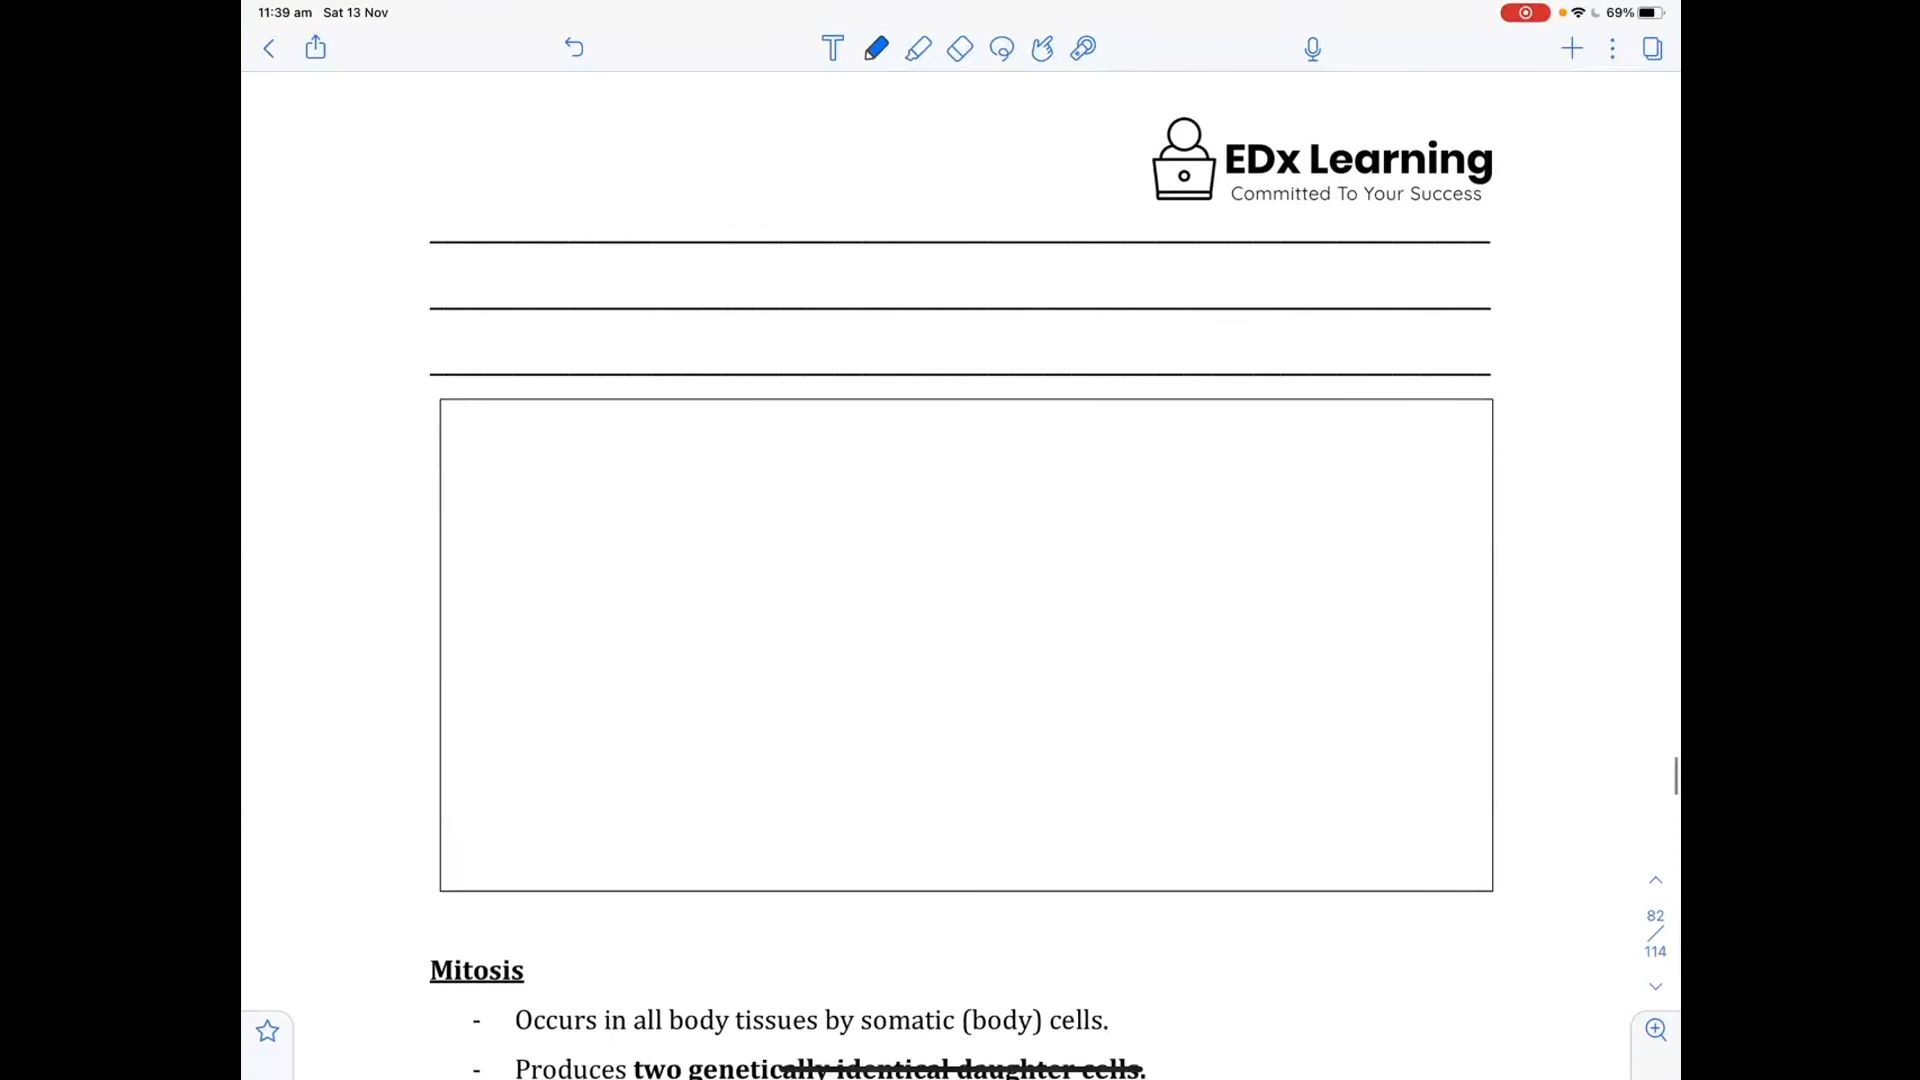 11:39 am Sat 13 Nov
69%
EDx Learning
Committed To Your Success
82
114
Mitosis
- Occurs in all body tissues by somatic (body) cells.
- Produces two genetically identical daughter cells.